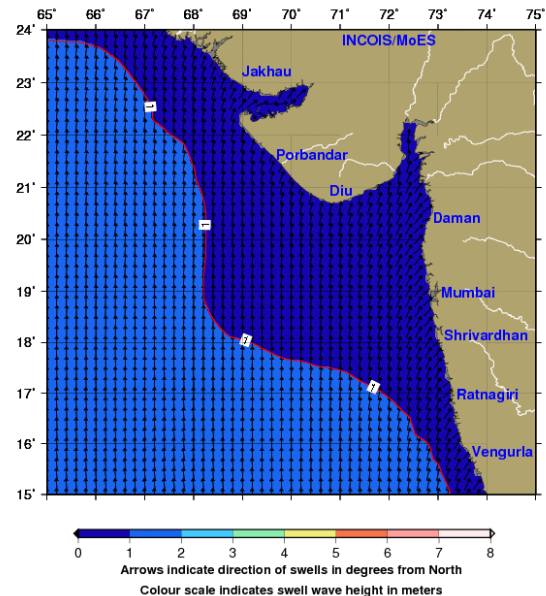 65' 66' 67' 68' 69' 70' 71' 72' 73' 74' 75'
24'
INCOIS/MoES
Jakhau
23'
1
22'
Porbandar
21'
Diu
Daman
1
20'
19'
Mumbai
18'
1
Shrivardhan
17'
1
Ratnagiri
16'
Vengurla
15'
0 1 2 3 4 5 6 7 8
Arrows indicate direction of swells in degrees from North
Colour scale indicates swell wave height in meters